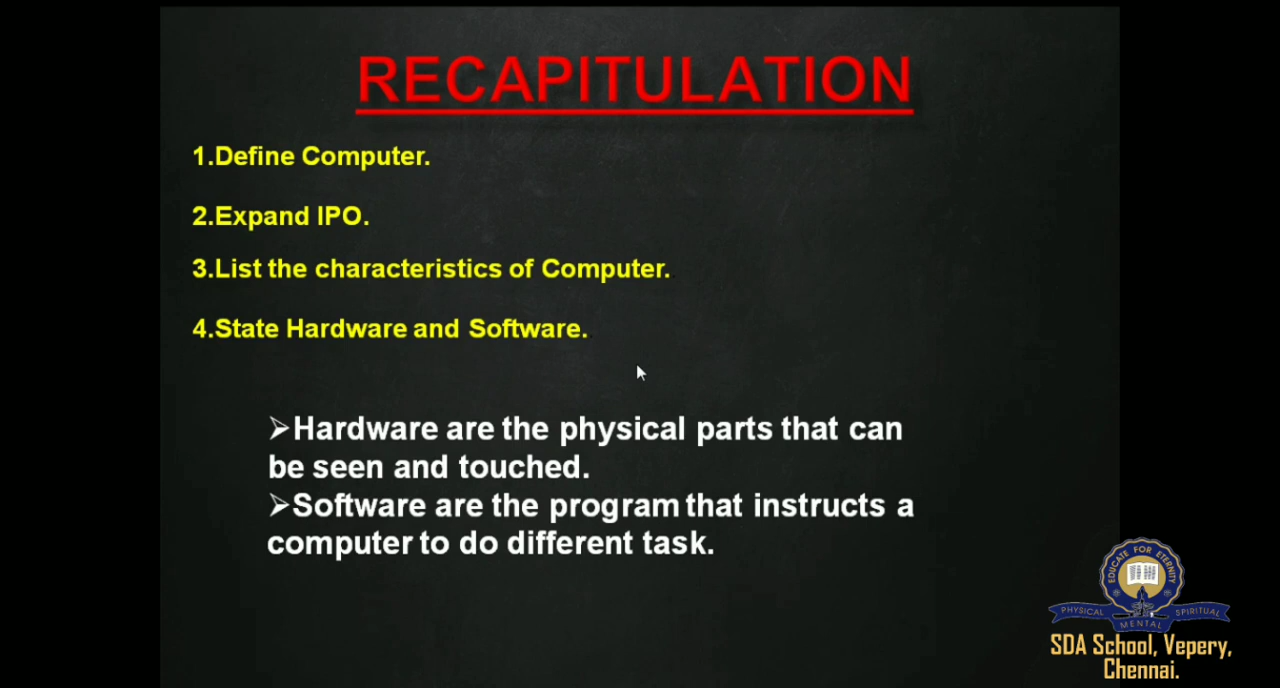 RECAPITULATION
1.Define Computer.
2.Expand IPO.
3.List the characteristics of Computer.
4.State Hardware and Software.
➢Hardware are the physical parts that can
be seen and touched.
➢Software are the program that instructs a
computer to do different task.
EDUCATE FOR ETERNITY
PHYSICAL
MENTAL
SPIRITUAL
SDA School, Vepery,
Chennai.